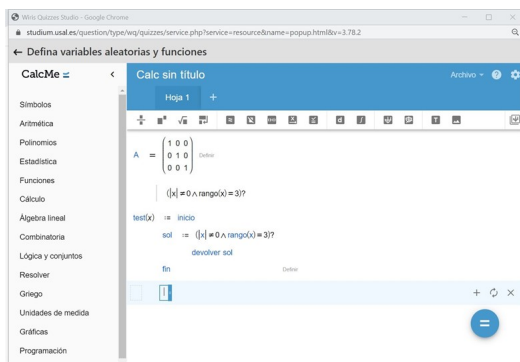 Wiris Quizzes Studio - Google Chrome
studium.usal.es/question/type/wq/quizzes/service.php?service=resource&name=popup.html&v=3.78.2
← Defina variables aleatorias y funciones
CalcMe
Símbolos
Aritmética
Polinomios
Estadística
Funciones
Cálculo
Álgebra lineal
Combinatoria
Lógica y conjuntos
Resolver
Griego
Unidades de medida
Gráficas
Programación
Calc sin título
Archivo
Hoja 1 +
A = (1 0 0
0 1 0
0 0 1) Definir
(|x| ≠ 0 ∧ rango(x) = 3)?
test(x) := inicio
sol := (|x| ≠ 0 ∧ rango(x) = 3)?
devolver sol
fin Definir
=